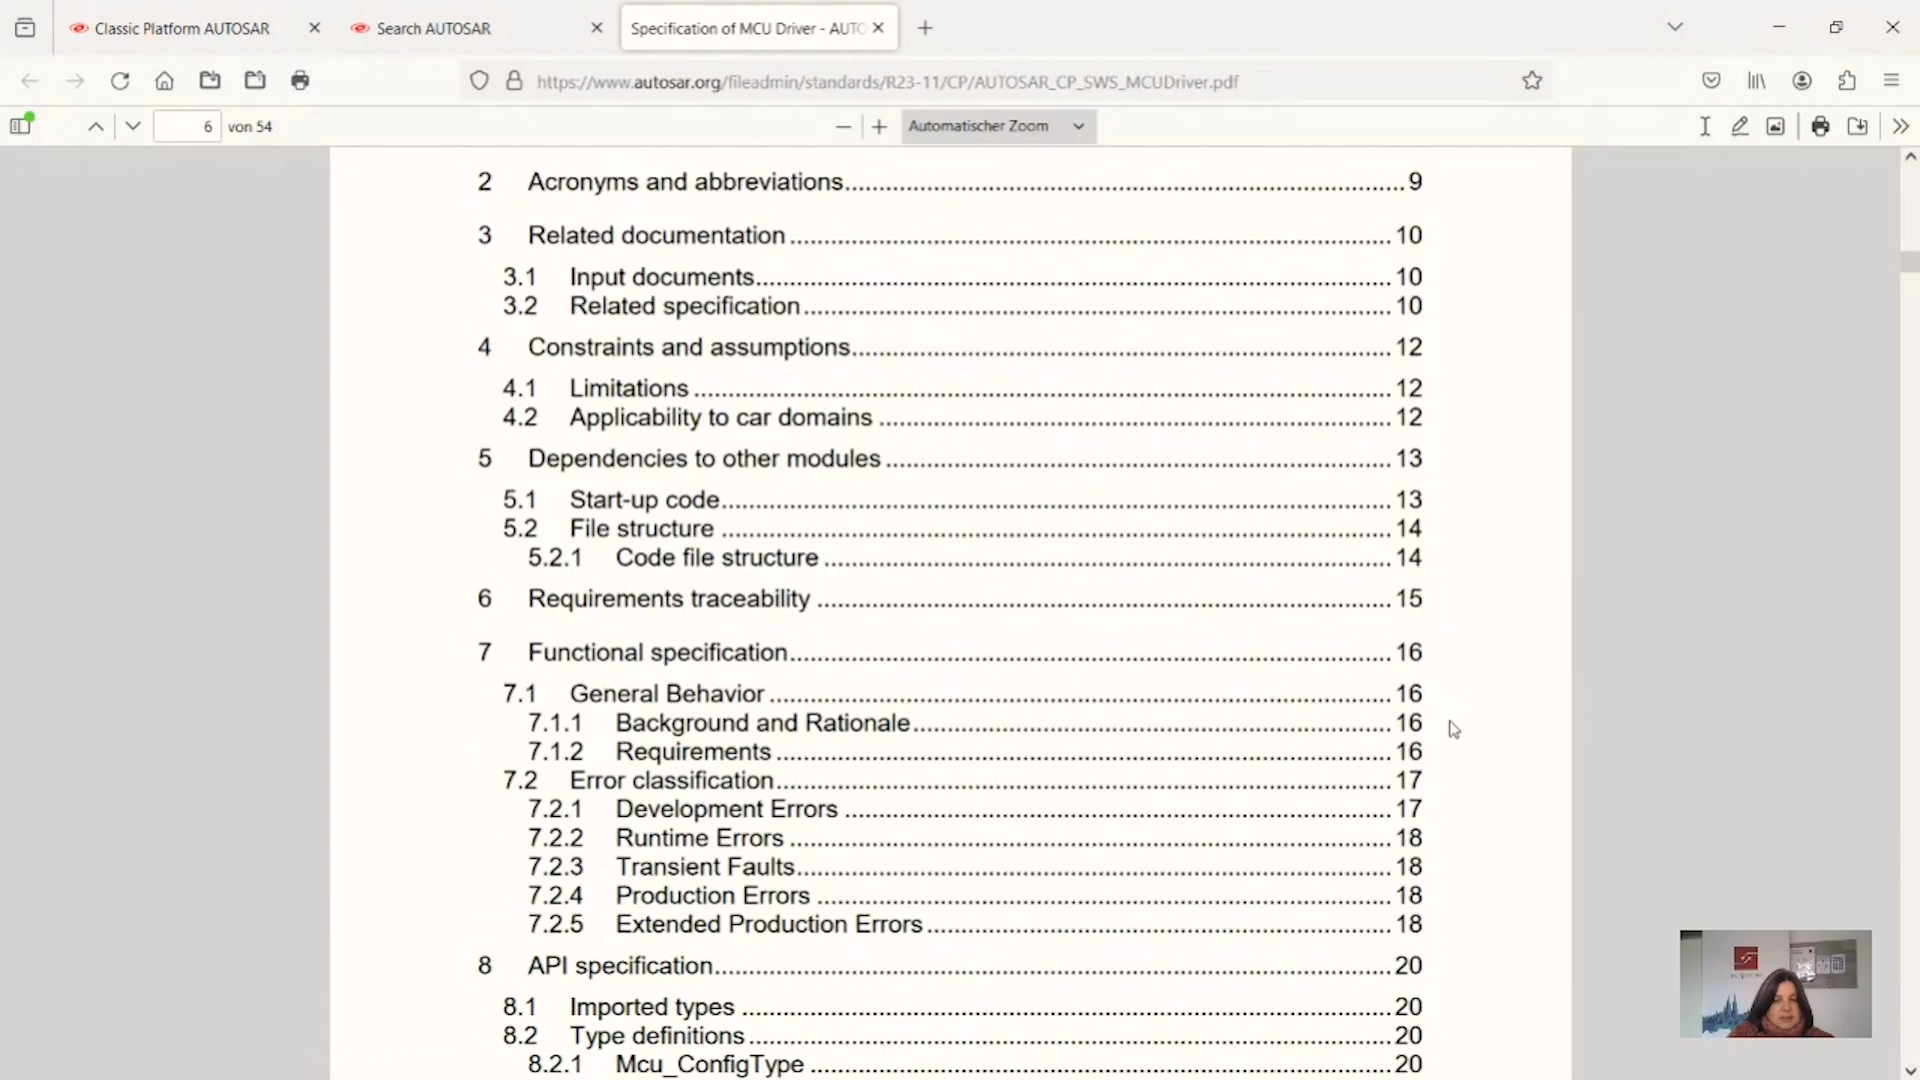 Classic Platform AUTOSAR
Search AUTOSAR
Specification of MCU Driver - AUTO
https://www.autosar.org/fileadmin/standards/R23-11/CP/AUTOSAR_CP_SWS_MCUDriver.pdf
6 von 54
Automatischer Zoom
2 Acronyms and abbreviations........9
3 Related documentation........10
3.1 Input documents........10
3.2 Related specification........10
4 Constraints and assumptions........12
4.1 Limitations........12
4.2 Applicability to car domains........12
5 Dependencies to other modules........13
5.1 Start-up code........13
5.2 File structure........14
5.2.1 Code file structure........14
6 Requirements traceability........15
7 Functional specification........16
7.1 General Behavior........16
7.1.1 Background and Rationale........16
7.1.2 Requirements........16
7.2 Error classification........17
7.2.1 Development Errors........17
7.2.2 Runtime Errors........18
7.2.3 Transient Faults........18
7.2.4 Production Errors........18
7.2.5 Extended Production Errors........18
8 API specification........20
8.1 Imported types........20
8.2 Type definitions........20
8.2.1 Mcu_ConfigType........20